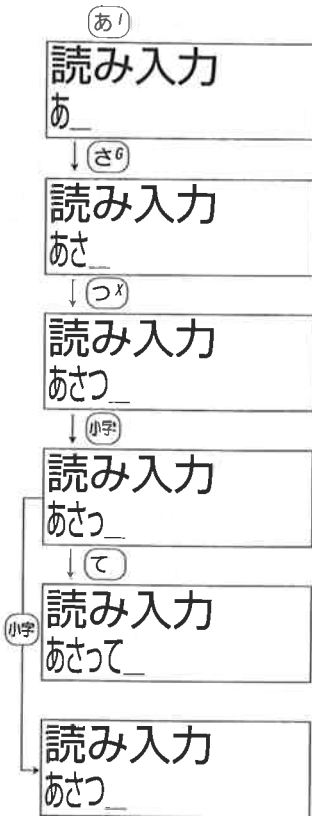 あ1
読み入力
あ_
↓ さG
読み入力
あさ_
↓ つX
読み入力
あさつ_
↓ 小字
読み入力
あさっ_
↓ て
読み入力
あさって_
小字
読み入力
あさつ_